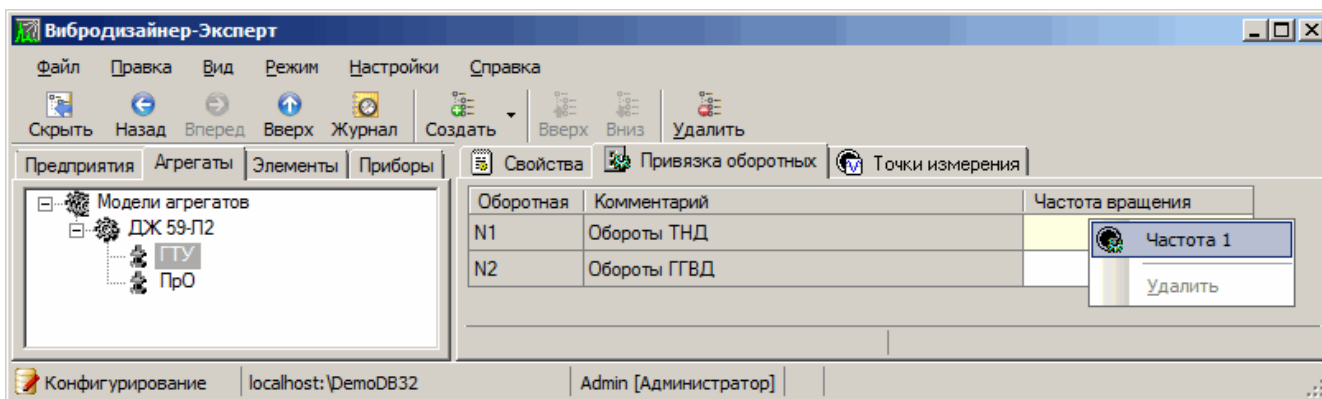 Вибродизайнер-Эксперт
Файл Правка Вид Режим Настройки Справка
Скрыть Назад Вперед Вверх Журнал Создать Вверх Вниз Удалить
Предприятия Агрегаты Элементы Приборы Свойства Привязка оборотных Точки измерения
Модели агрегатов
ДЖ 59-Л2
ГТУ
ПрО
Оборотная Комментарий Частота вращения
N1 Обороты ТНД
N2 Обороты ГГВД
Частота 1
Удалить
Конфигурирование localhost:\DemoDB32 Admin [Администратор]